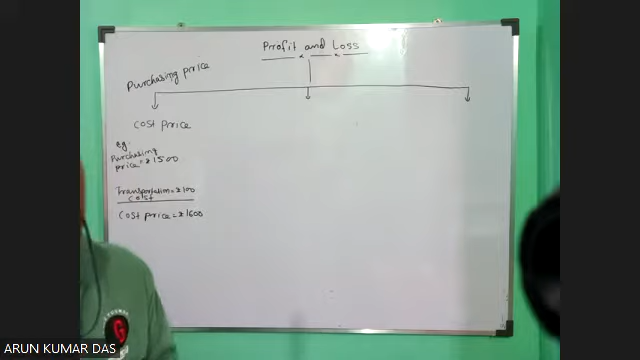 Profit and Loss
Purchasing price
Cost price
eg:
Purchasing
price = ₹1500
Transportation = ₹100
Cost
Cost price = ₹1600
ARUN KUMAR DAS